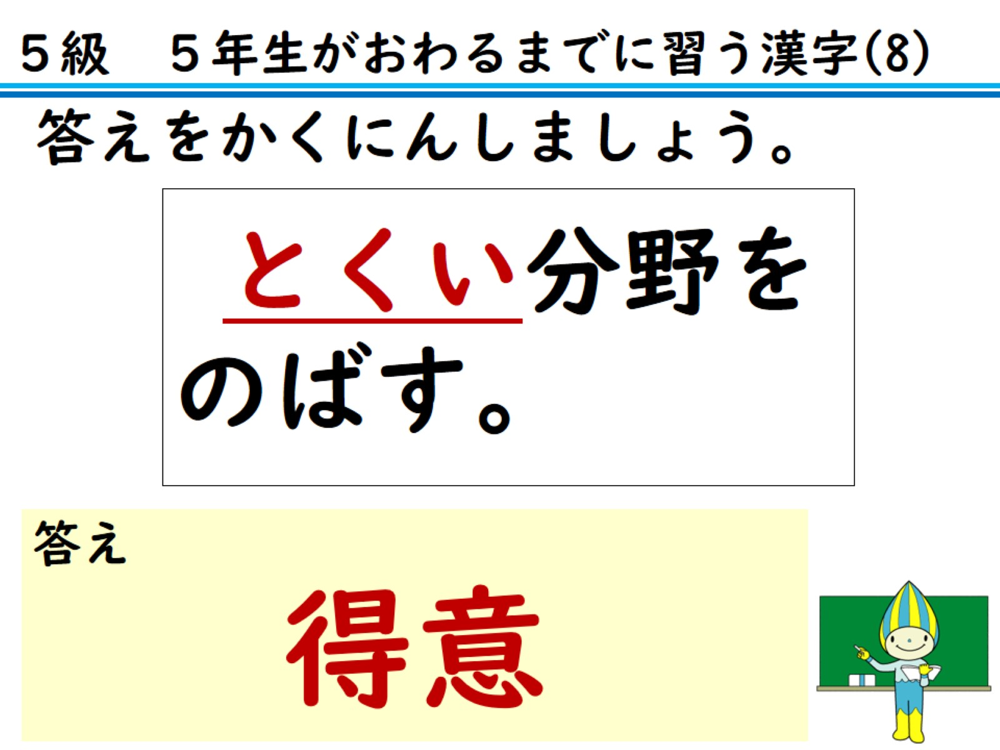 ５級　５年生がおわるまでに習う漢字(8)
答えをかくにんしましょう。
とくい分野を
のばす。
答え
得意